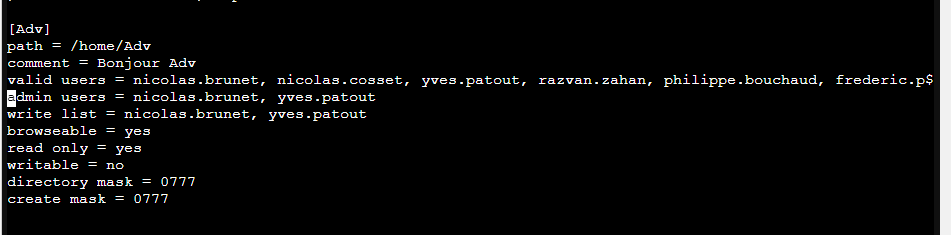 [Adv]
path = /home/Adv
comment = Bonjour Adv
valid users = nicolas.brunet, nicolas.cosset, yves.patout, razvan.zahan, philippe.bouchaud, frederic.p$
admin users = nicolas.brunet, yves.patout
write list = nicolas.brunet, yves.patout
browseable = yes
read only = yes
writable = no
directory mask = 0777
create mask = 0777